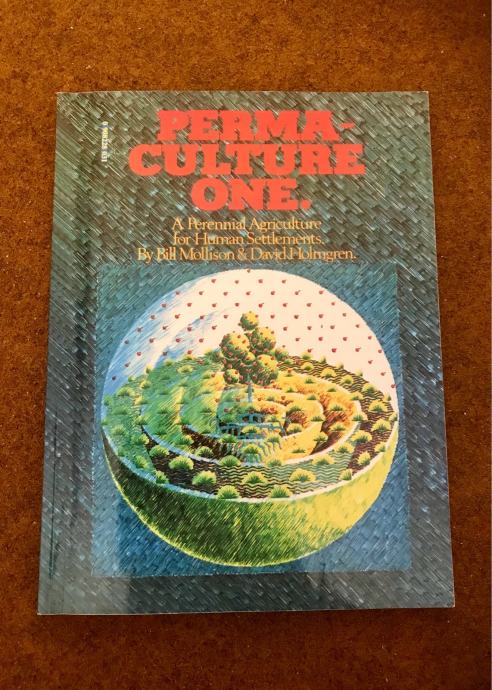 PERMA-
CULTURE
ONE.
A Perennial Agriculture
for Human Settlements.
By Bill Mollison & David Holmgren.